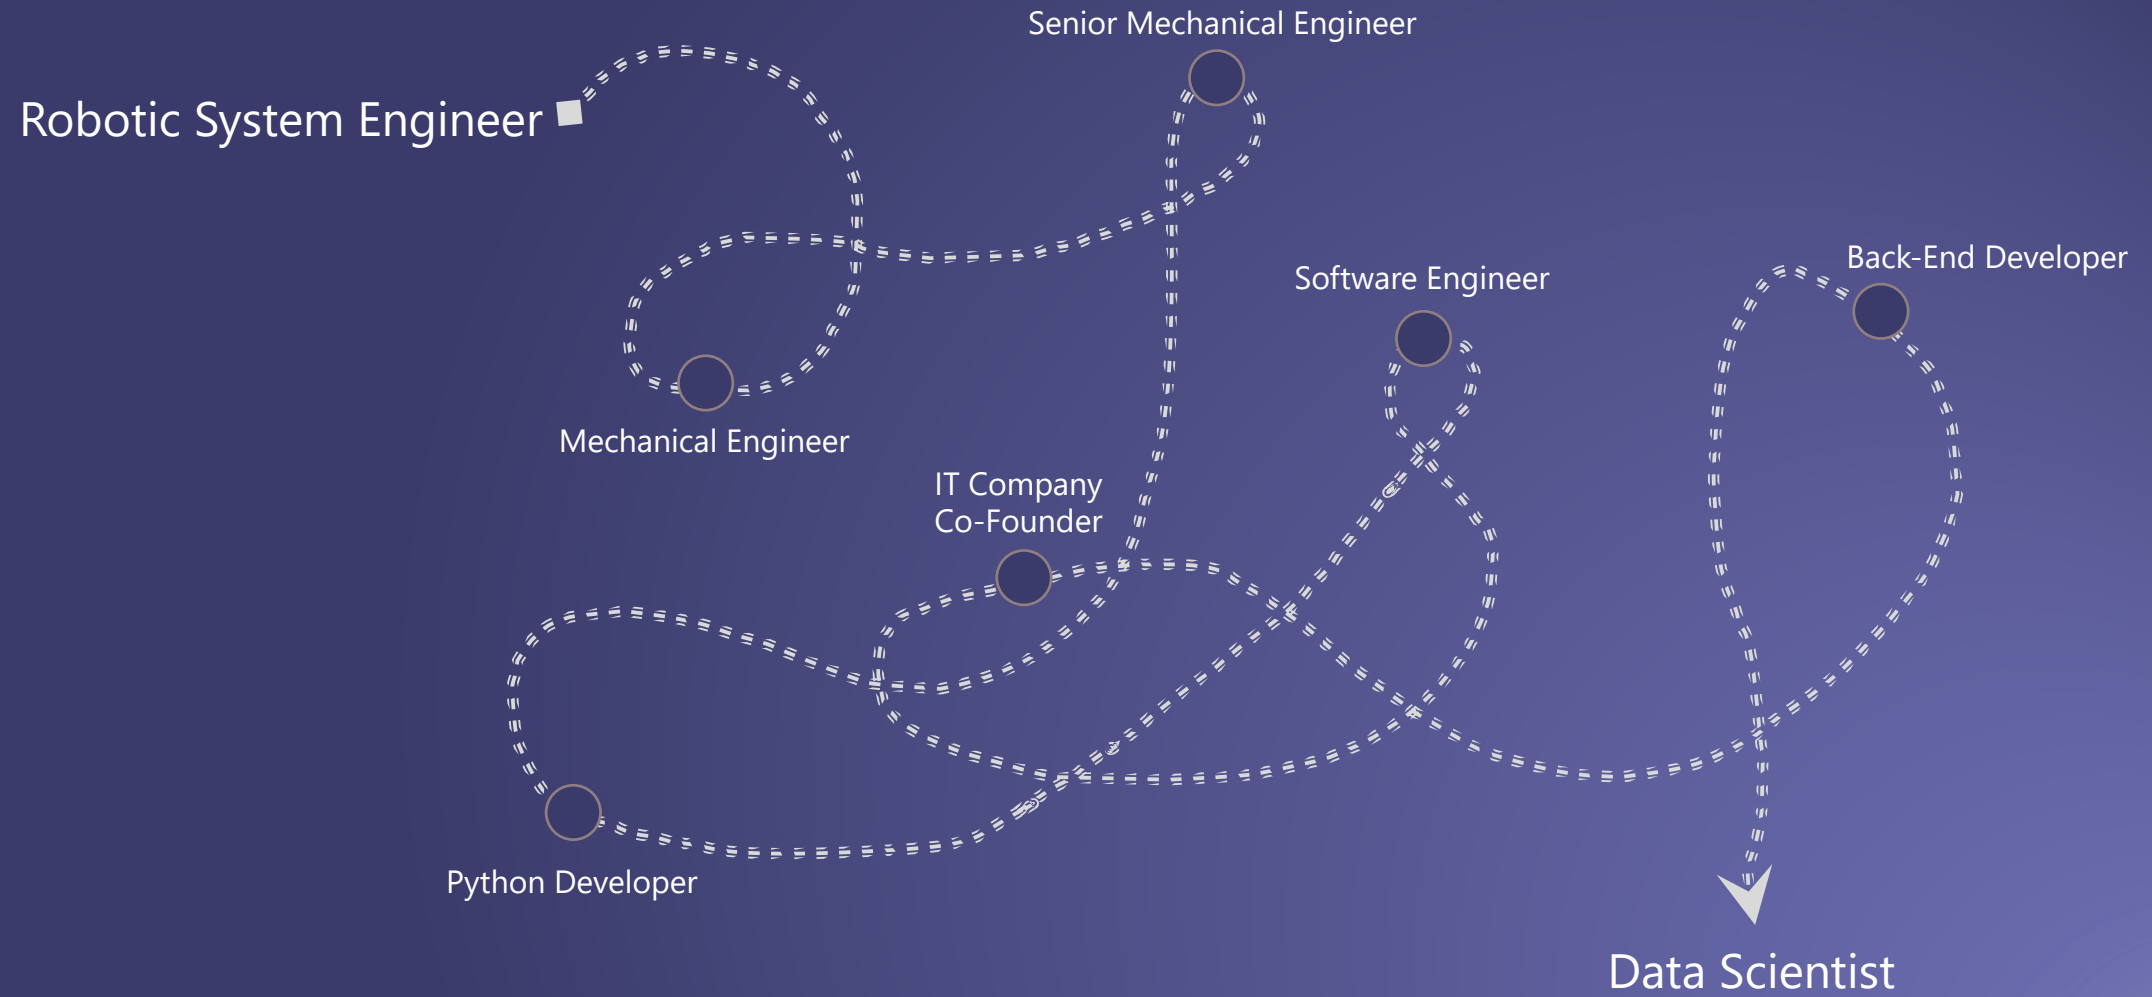 Senior Mechanical Engineer
Robotic System Engineer
Back-End Developer
Software Engineer
Mechanical Engineer
IT Company
Co-Founder
Python Developer
Data Scientist